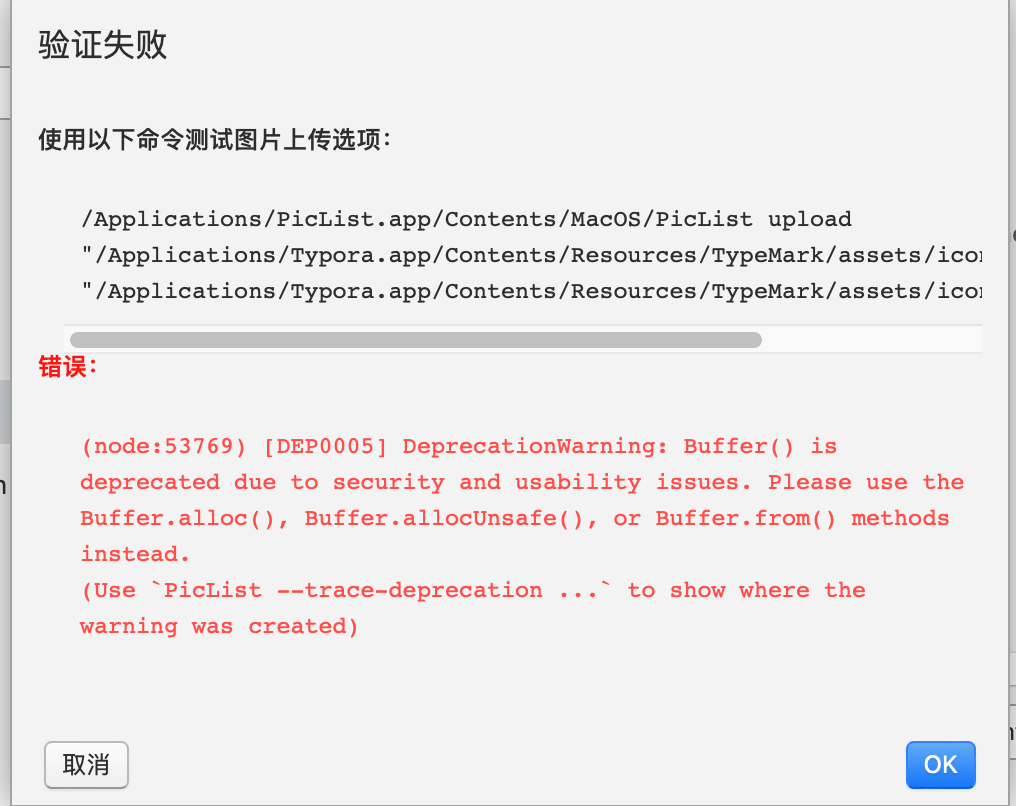 验证失败
使用以下命令测试图片上传选项：
/Applications/PicList.app/Contents/MacOS/PicList upload
"/Applications/Typora.app/Contents/Resources/TypeMark/assets/ico
"/Applications/Typora.app/Contents/Resources/TypeMark/assets/ico
错误：
(node:53769) [DEP0005] DeprecationWarning: Buffer() is
deprecated due to security and usability issues. Please use the
Buffer.alloc(), Buffer.allocUnsafe(), or Buffer.from() methods
instead.
(Use `PicList --trace-deprecation ...` to show where the
warning was created)
取消
OK